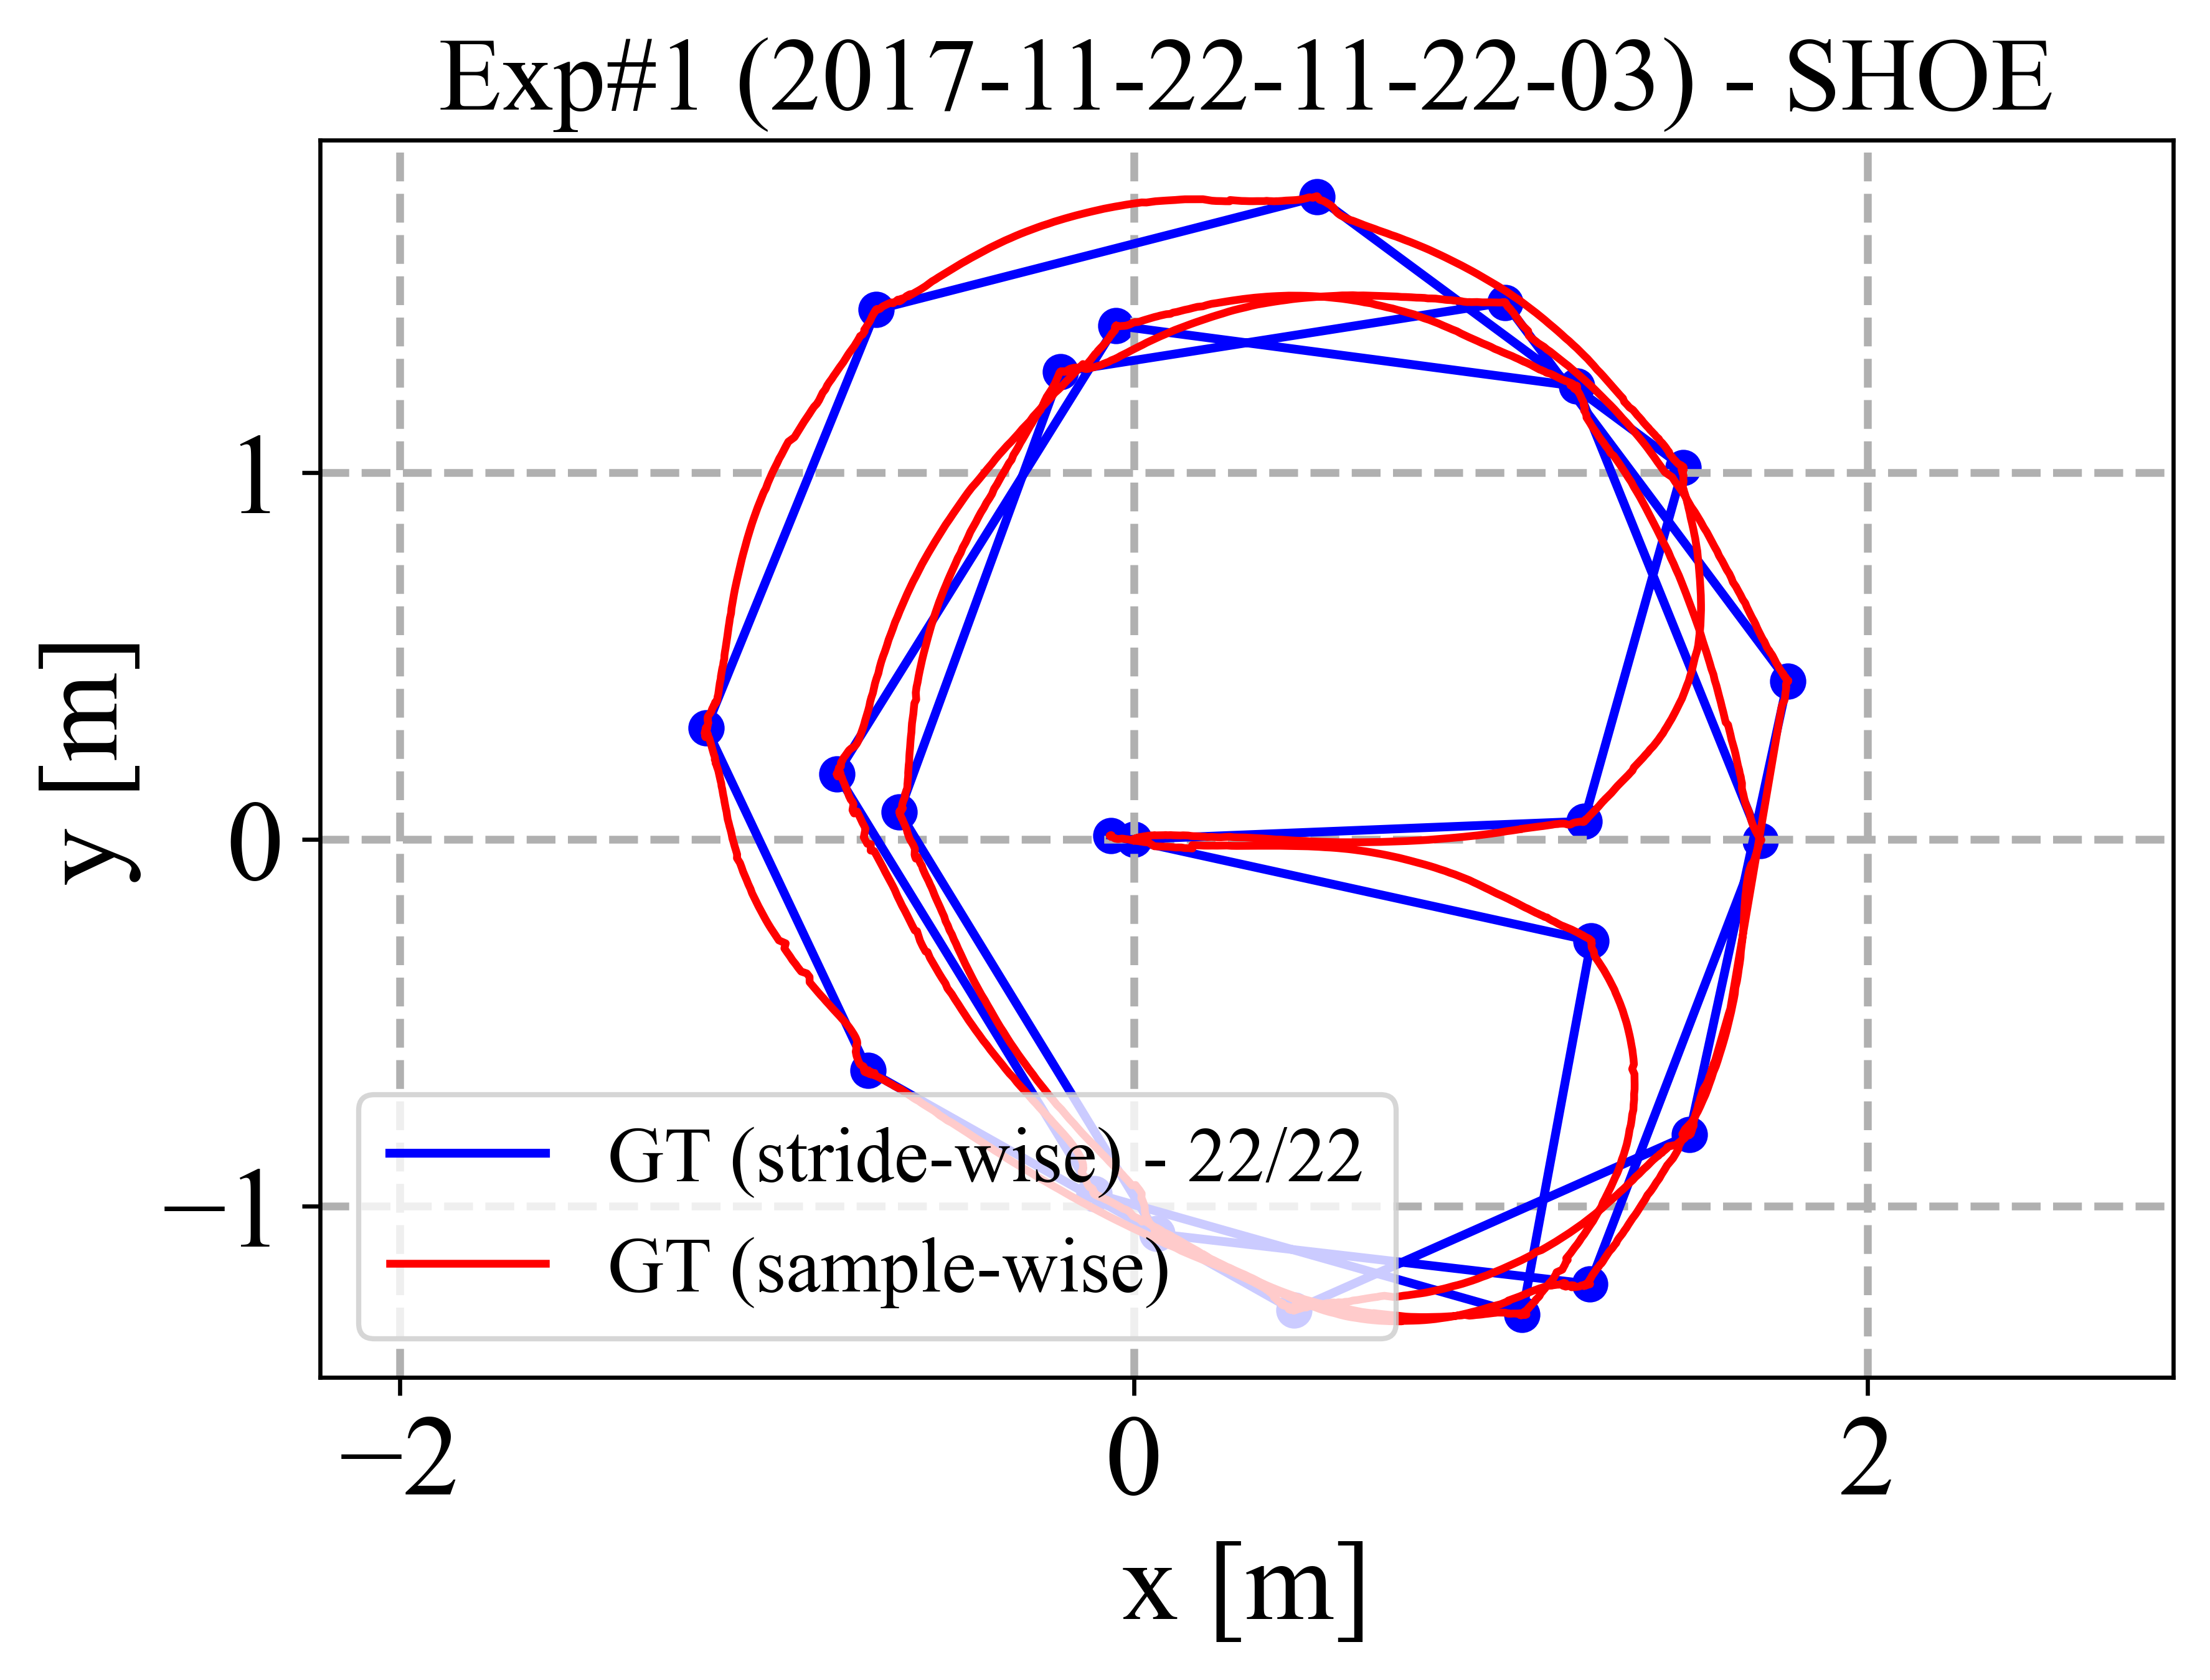 Exp#1 (2017-11-22-11-22-03) - SHOE
y [m]
1
0
−1
GT (stride-wise) - 22/22
GT (sample-wise)
−2
0
2
x [m]